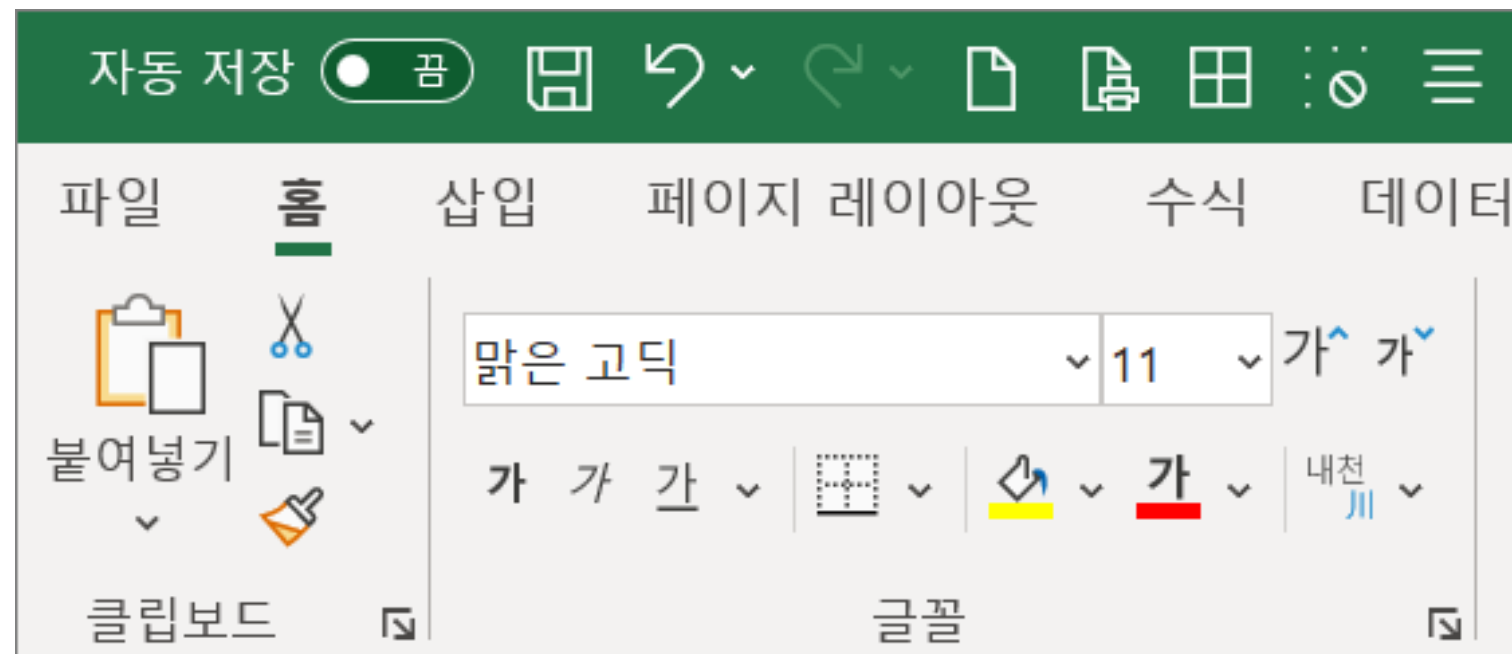 자동 저장 끔
파일 홈 삽입 페이지 레이아웃 수식 데이터
맑은 고딕 11 가 가
붙여넣기
가 가 가 가 내천
川
클립보드 글꼴